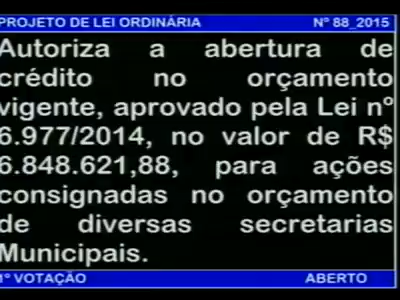 PROJETO DE LEI ORDINÁRIA Nº 88_2015
Autoriza a abertura de
crédito no orçamento
vigente, aprovado pela Lei nº
6.977/2014, no valor de R$
6.848.621,88, para ações
consignadas no orçamento
de diversas secretarias
Municipais.
1º VOTAÇÃO ABERTO